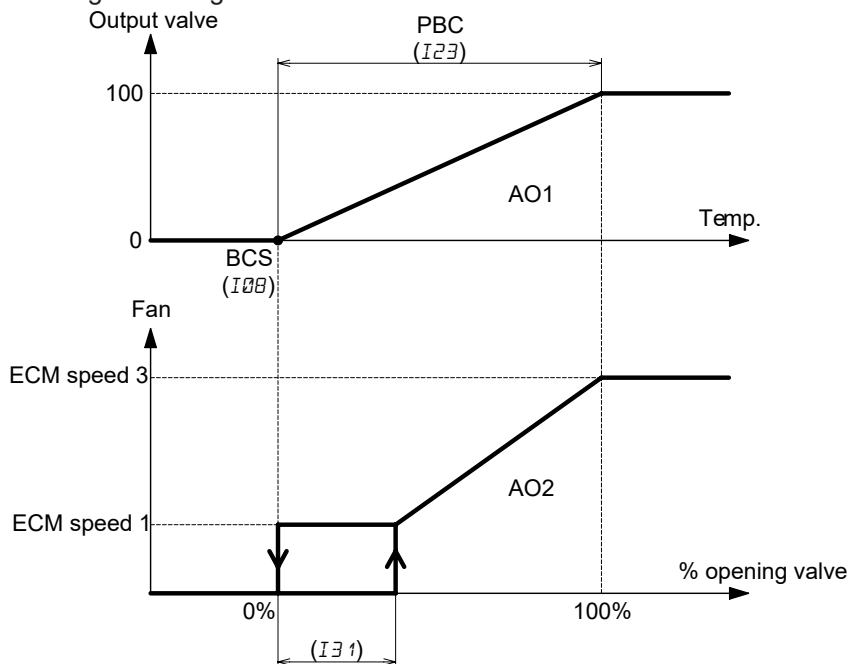 Output valve
PBC
(I23)
100
AO1
Temp.
0
BCS
(I08)
Fan
ECM speed 3
AO2
ECM speed 1
% opening valve
0%
100%
(I31)